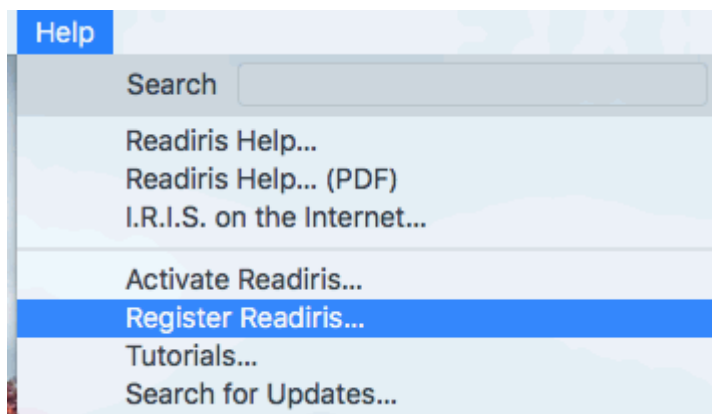 Help
Search
Readiris Help...
Readiris Help... (PDF)
I.R.I.S. on the Internet...
Activate Readiris...
Register Readiris...
Tutorials...
Search for Updates...